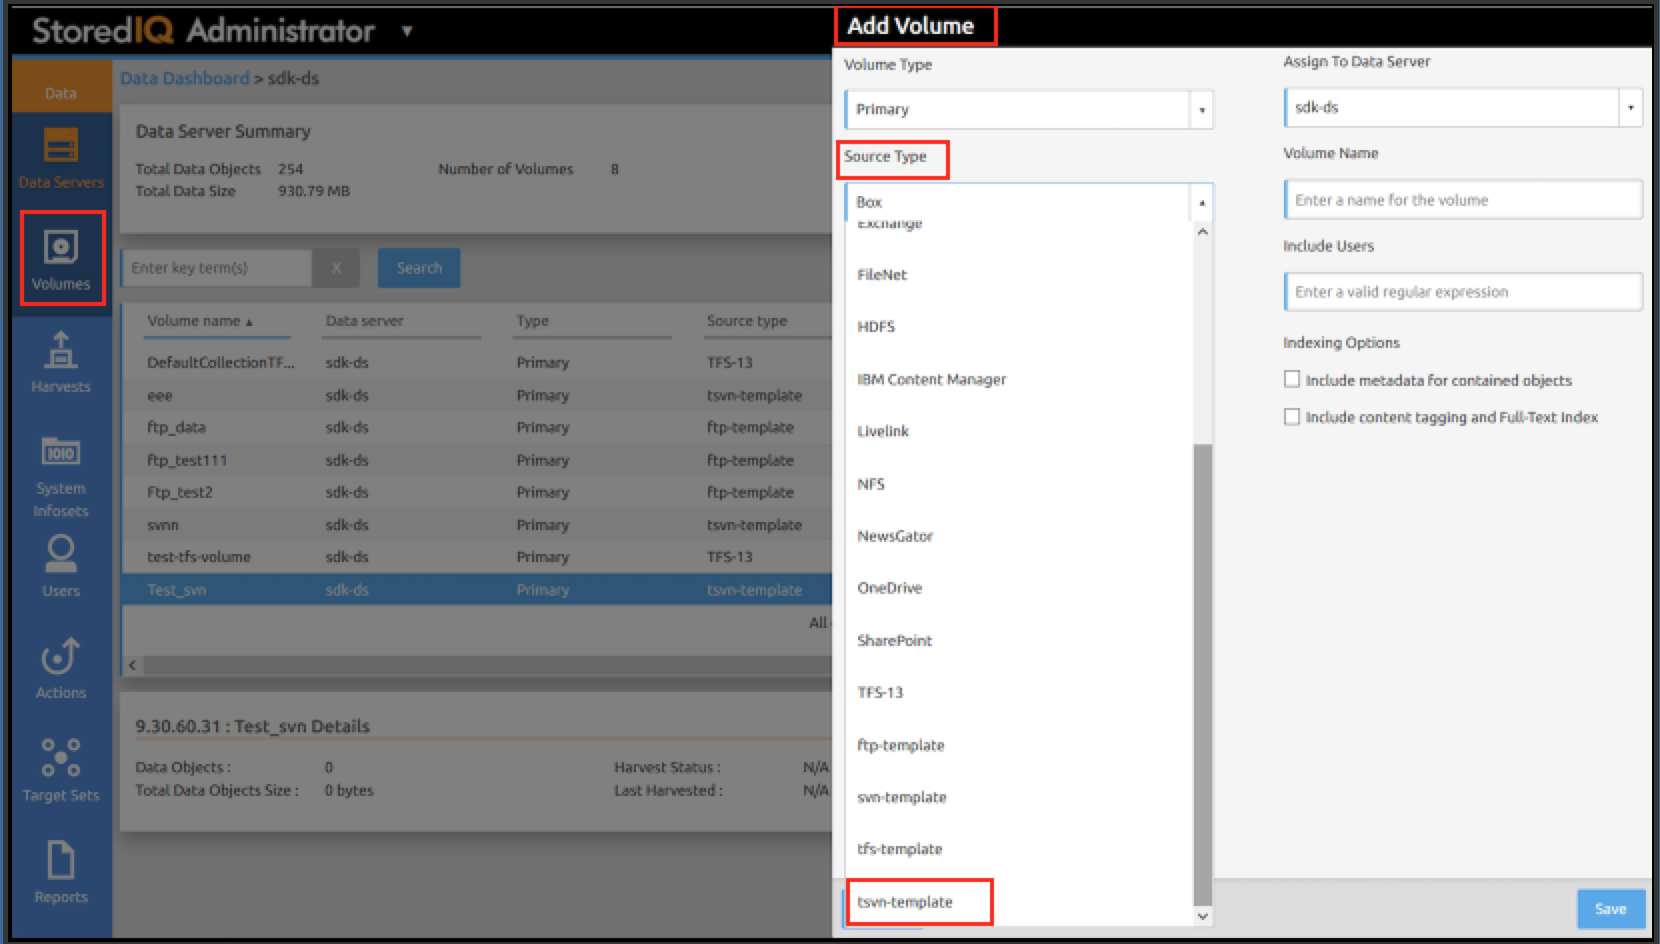 StoredIQ Administrator ▼
Data
Data Servers
Volumes
Harvests
IOIO
System
Infosets
Users
Actions
Target Sets
Reports
Data Dashboard > sdk-ds
Data Server Summary
Total Data Objects 254 Number of Volumes 8
Total Data Size 930.79 MB
Enter key term(s) X Search
Volume name ▲ Data server Type Source type
DefaultCollectionTF... sdk-ds Primary TFS-13
eee sdk-ds Primary tsvn-template
ftp_data sdk-ds Primary ftp-template
ftp_test111 sdk-ds Primary ftp-template
Ftp_test2 sdk-ds Primary ftp-template
svnn sdk-ds Primary tsvn-template
test-tfs-volume sdk-ds Primary TFS-13
Test_svn sdk-ds Primary tsvn-template
All
9.30.60.31 : Test_svn Details
Data Objects : 0 Harvest Status : N/A
Total Data Objects Size : 0 bytes Last Harvested : N/A
Add Volume
Volume Type
Primary
Source Type
Box
Exchange
FileNet
HDFS
IBM Content Manager
Livelink
NFS
NewsGator
OneDrive
SharePoint
TFS-13
ftp-template
svn-template
tfs-template
tsvn-template
Assign To Data Server
sdk-ds
Volume Name
Enter a name for the volume
Include Users
Enter a valid regular expression
Indexing Options
Include metadata for contained objects
Include content tagging and Full-Text Index
Save